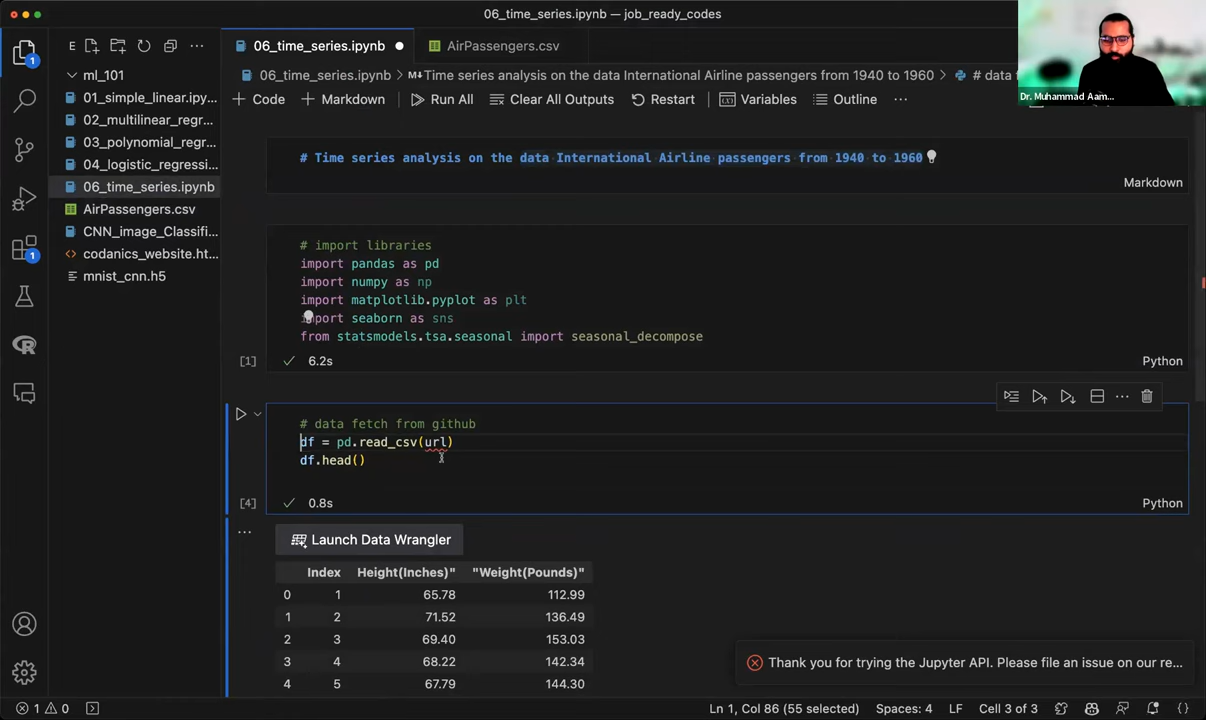 06_time_series.ipynb — job_ready_codes
Dr. Muhammad Aam...
E
06_time_series.ipynb
AirPassengers.csv
ml_101
01_simple_linear.ipy...
02_multilinear_regr...
03_polynomial_regr...
04_logistic_regressi...
06_time_series.ipynb
AirPassengers.csv
CNN_image_Classifi...
codanics_website.ht...
mnist_cnn.h5
1
1
06_time_series.ipynb > M↓Time series analysis on the data International Airline passengers from 1940 to 1960 > # data f
+ Code + Markdown Run All Clear All Outputs Restart Variables Outline ...
# Time series analysis on the data International Airline passengers from 1940 to 1960
Markdown
# import libraries
import pandas as pd
import numpy as np
import matplotlib.pyplot as plt
import seaborn as sns
from statsmodels.tsa.seasonal import seasonal_decompose
[1] 6.2s Python
# data fetch from github
df = pd.read_csv(url)
df.head()
[4] 0.8s Python
Launch Data Wrangler
Index Height(Inches)" "Weight(Pounds)"
0 1 65.78 112.99
1 2 71.52 136.49
2 3 69.40 153.03
3 4 68.22 142.34
4 5 67.79 144.30
Thank you for trying the Jupyter API. Please file an issue on our re...
1 0 Ln 1, Col 86 (55 selected) Spaces: 4 LF Cell 3 of 3